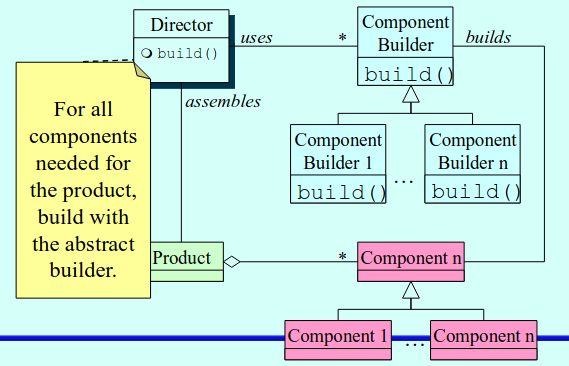 Director
build()
uses
*
Component
Builder
build()
builds
assembles
For all
components
needed for
the product,
build with
the abstract
builder.
Component
Builder 1
build()
...
Component
Builder n
build()
Product
*
Component n
Component 1
...
Component n